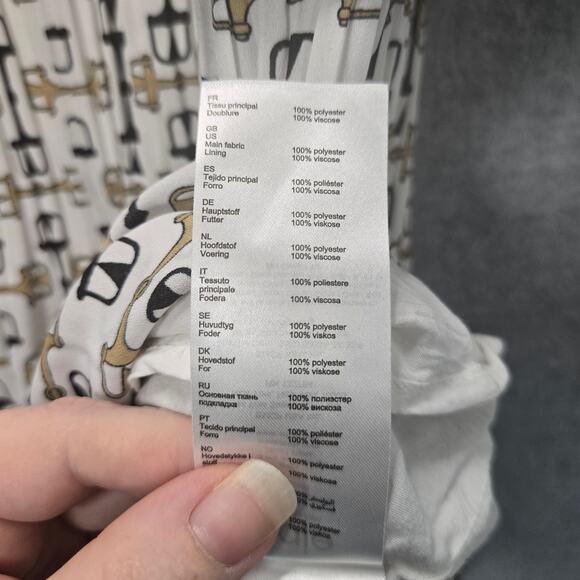 FR
Tissu principal 100% polyester
Doublure 100% viscose
GB
US
Main fabric 100% polyester
Lining 100% viscose
ES
Tejido principal 100% poliéster
Forro 100% viscosa
DE
Hauptstoff 100% polyester
Futter 100% viskose
NL
Hoofdstof 100% polyester
Voering 100% viscose
IT
Tessuto 100% poliestere
principale
Fodera 100% viscosa
SE
Huvudtyg 100% polyester
Foder 100% viskos
DK
Hovedstof 100% polyester
For 100% viskose
RU
Основная ткань 100% полиэстер
подкладка 100% вискоза
PT
Tecido principal 100% poliéster
Forro 100% viscose
NO
Hovedstykke i 100% polyester
stoff
100% viskose
100% polyester
100% viskos